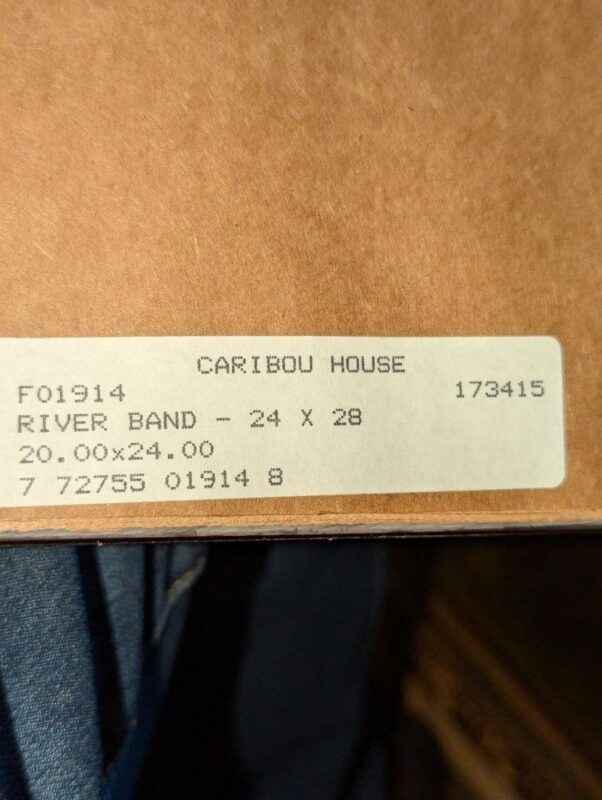 CARIBOU HOUSE
F01914 173415
RIVER BAND - 24 X 28
20.00x24.00
7 72755 01914 8